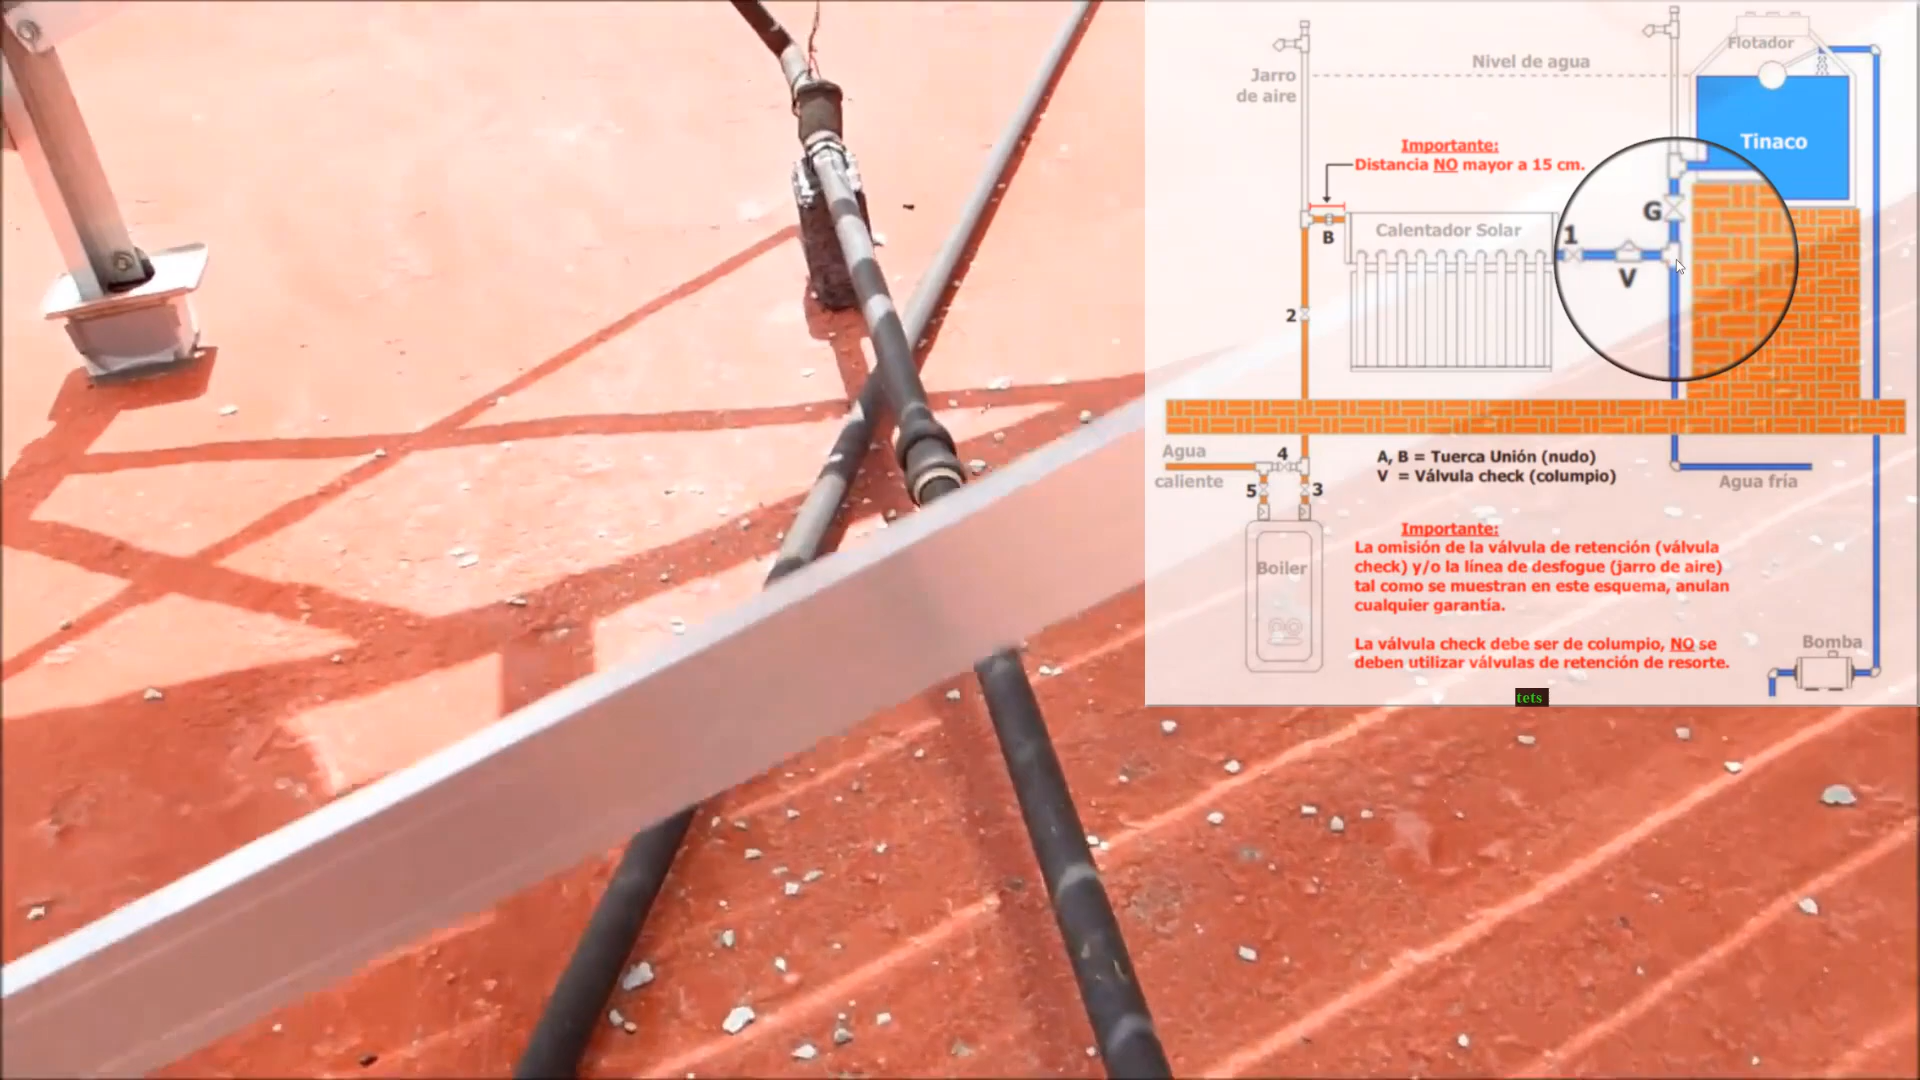 Flotador
Nivel de agua
Jarro
de aire
Tinaco
Importante:
Distancia NO mayor a 15 cm.
G
1
B
Calentador Solar
V
2
Agua
caliente
4
A, B = Tuerca Unión (nudo)
V = Válvula check (columpio)
5
3
Agua fría
Importante:
La omisión de la válvula de retención (válvula
check) y/o la línea de desfogue (jarro de aire)
tal como se muestran en este esquema, anulan
cualquier garantía.
Boiler
La válvula check debe ser de columpio, NO se
deben utilizar válvulas de retención de resorte.
Bomba
tets